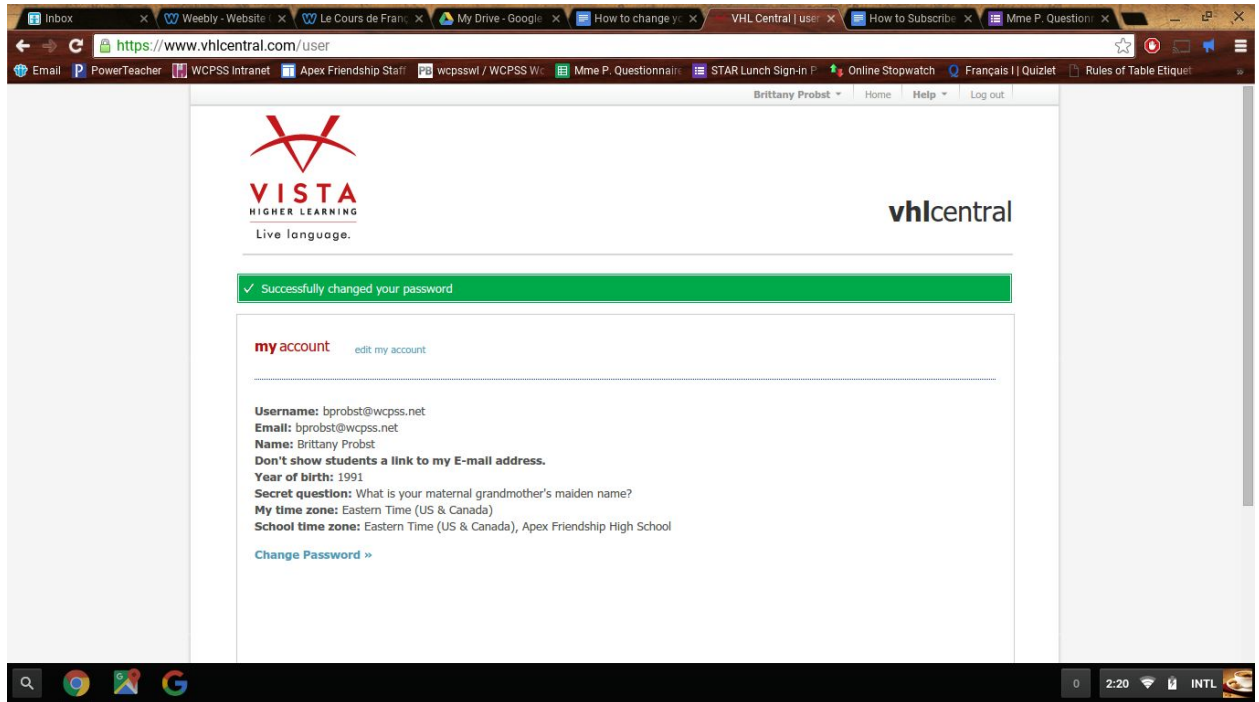 Inbox Weebly - Website Le Cours de Franç My Drive - Google How to change yo VHL Central | user How to Subscribe Mme P. Questionn
https://www.vhlcentral.com/user
Email PowerTeacher WCPSS Intranet Apex Friendship Staff PB wcpsswl / WCPSS Wo Mme P. Questionnaire STAR Lunch Sign-in P Online Stopwatch Français I | Quizlet Rules of Table Etiquet
Brittany Probst Home Help Log out
VISTA
HIGHER LEARNING
Live language.
vhlcentral
✓ Successfully changed your password
my account edit my account
Username: bprobst@wcpss.net
Email: bprobst@wcpss.net
Name: Brittany Probst
Don't show students a link to my E-mail address.
Year of birth: 1991
Secret question: What is your maternal grandmother's maiden name?
My time zone: Eastern Time (US & Canada)
School time zone: Eastern Time (US & Canada), Apex Friendship High School
Change Password »
0 2:20 INTL